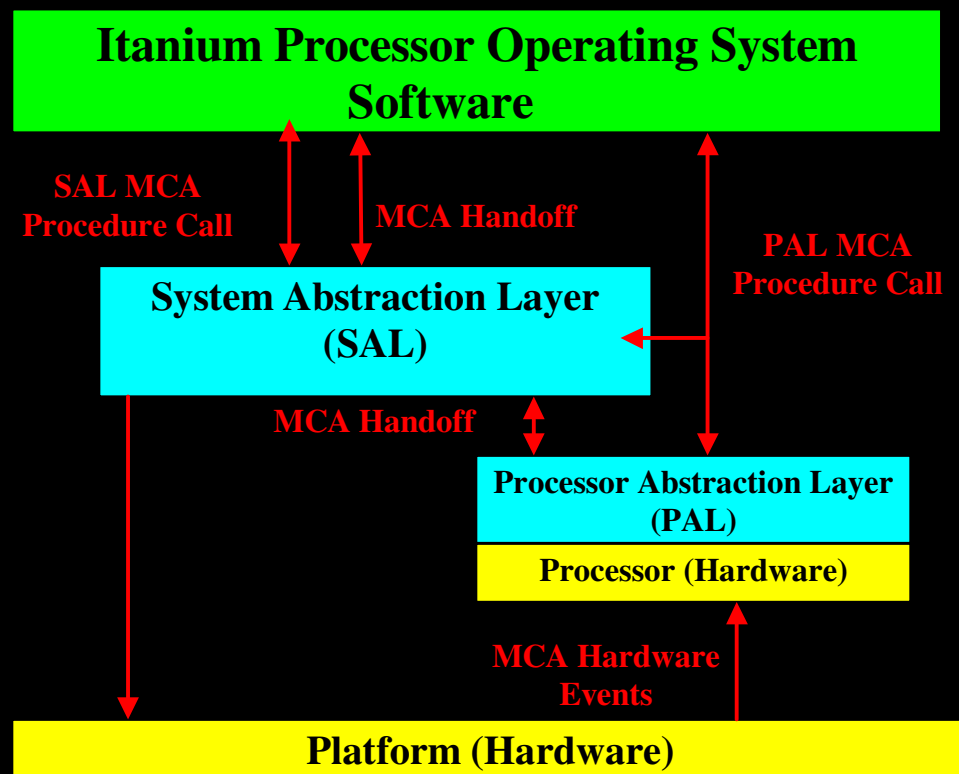 Itanium Processor Operating System
Software
SAL MCA
Procedure Call
MCA Handoff
PAL MCA
Procedure Call
System Abstraction Layer
(SAL)
MCA Handoff
Processor Abstraction Layer
(PAL)
Processor (Hardware)
MCA Hardware
Events
Platform (Hardware)